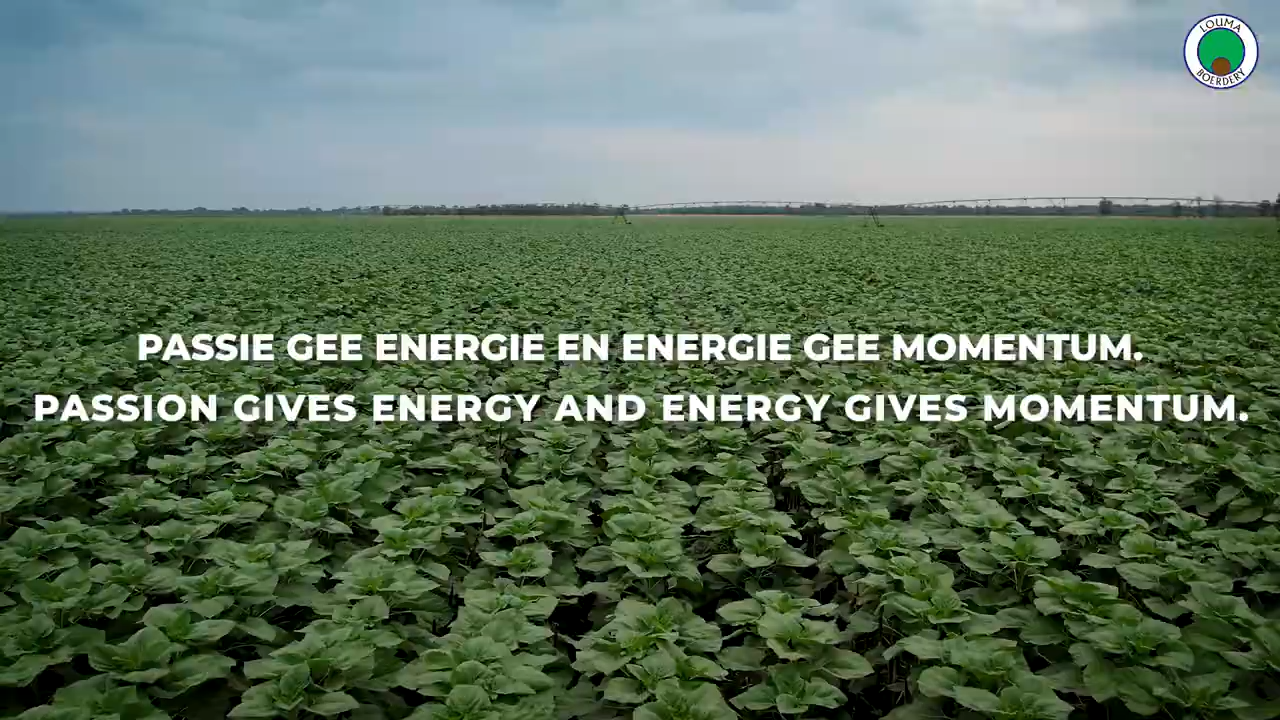 LOUMA
BOERDERY
PASSIE GEE ENERGIE EN ENERGIE GEE MOMENTUM.
PASSION GIVES ENERGY AND ENERGY GIVES MOMENTUM.